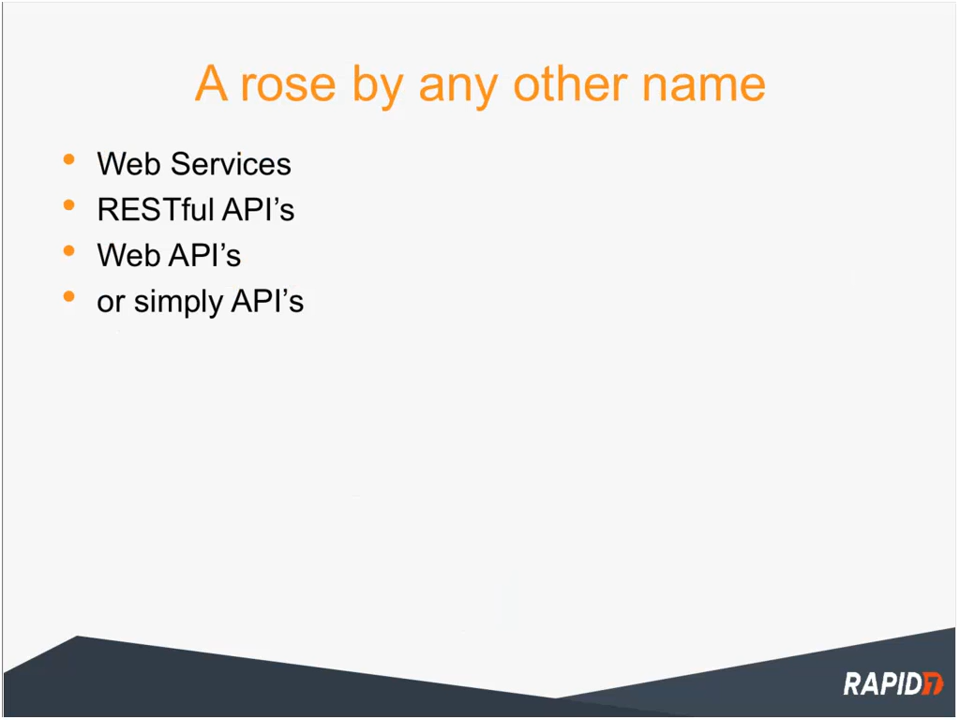 A rose by any other name
• Web Services
• RESTful API’s
• Web API’s
• or simply API’s
RAPID7